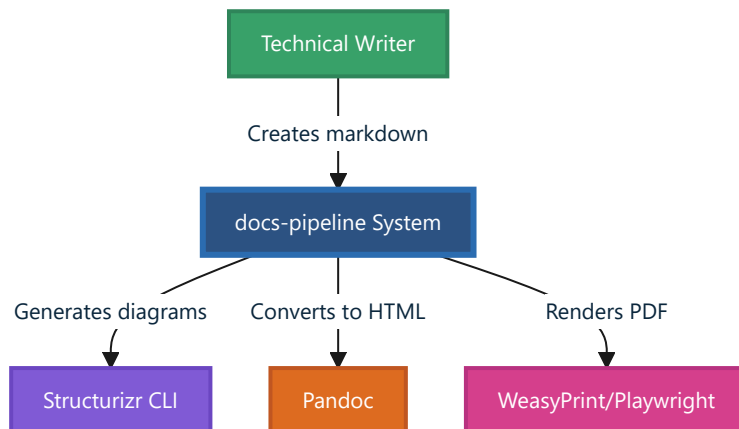 Technical Writer
Creates markdown
docs-pipeline System
Generates diagrams
Converts to HTML
Renders PDF
Structurizr CLI
Pandoc
WeasyPrint/Playwright